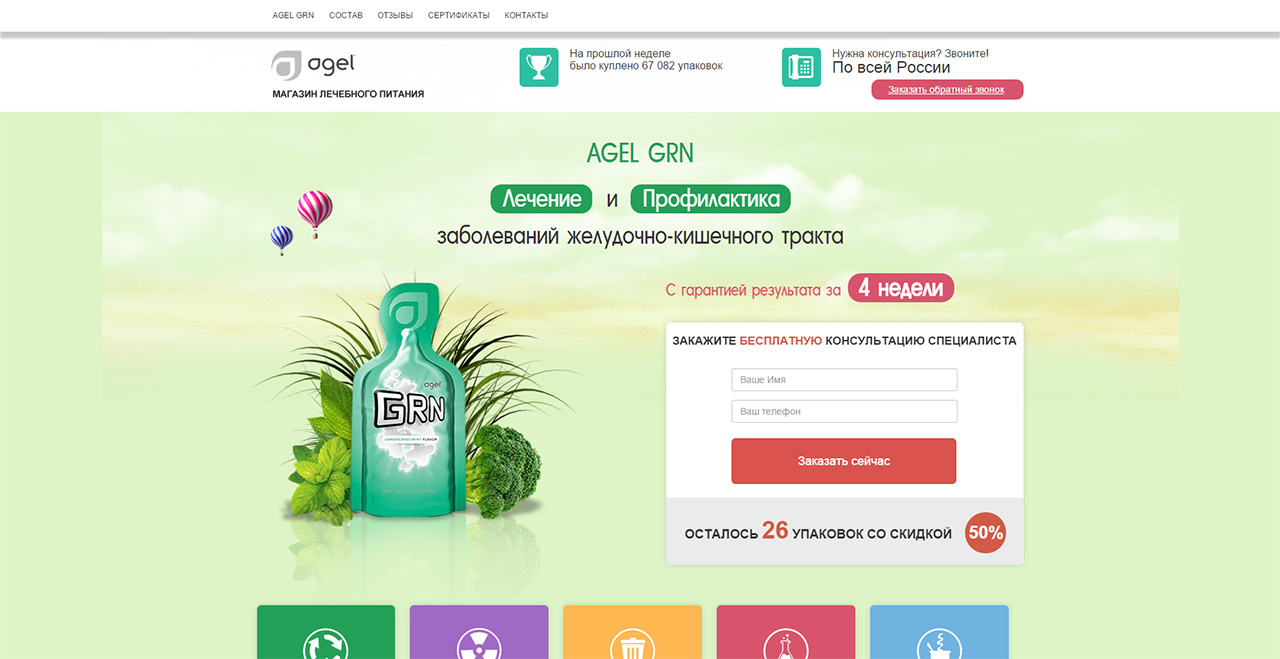 AGEL GRN СОСТАВ ОТЗЫВЫ СЕРТИФИКАТЫ КОНТАКТЫ
agel
МАГАЗИН ЛЕЧЕБНОГО ПИТАНИЯ
На прошлой неделе
было куплено 67 082 упаковок
Нужна консультация? Звоните!
По всей России
Заказать обратный звонок
AGEL GRN
Лечение и Профилактика
заболеваний желудочно-кишечного тракта
С гарантией результата за 4 недели
agel
GRN
LEMONGRASS MINT FLAVOR
ЗАКАЖИТЕ БЕСПЛАТНУЮ КОНСУЛЬТАЦИЮ СПЕЦИАЛИСТА
Ваше Имя
Ваш телефон
Заказать сейчас
ОСТАЛОСЬ 26 УПАКОВОК СО СКИДКОЙ 50%